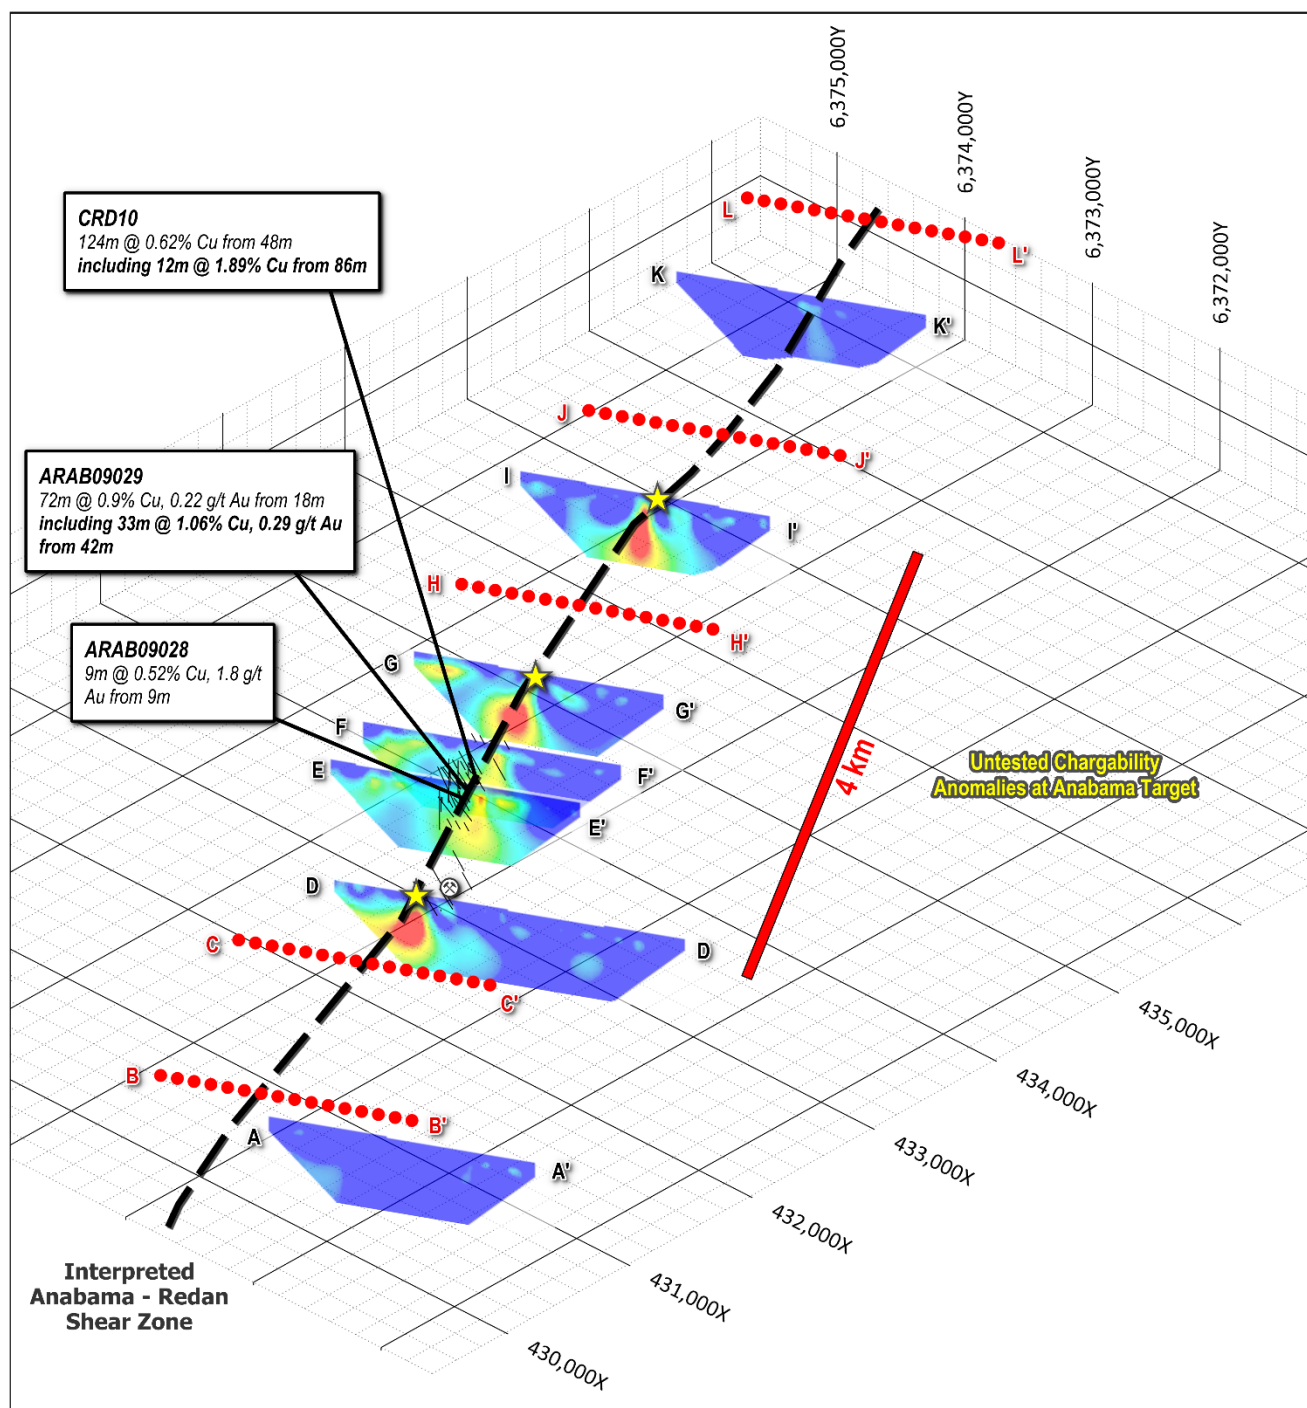 6,375,000Y
6,374,000Y
6,373,000Y
6,372,000Y
CRD10
124m @ 0.62% Cu from 48m
including 12m @ 1.89% Cu from 86m
L
L'
K
K'
J
J'
ARAB09029
72m @ 0.9% Cu, 0.22 g/t Au from 18m
including 33m @ 1.06% Cu, 0.29 g/t Au
from 42m
I
I'
H
H'
ARAB09028
9m @ 0.52% Cu, 1.8 g/t
Au from 9m
G
G'
F
F'
E
E'
4 km
Untested Chargability
Anomalies at Anabama Target
D
D
C
C'
B
B'
A
A'
435,000X
434,000X
433,000X
432,000X
431,000X
430,000X
Interpreted
Anabama - Redan
Shear Zone